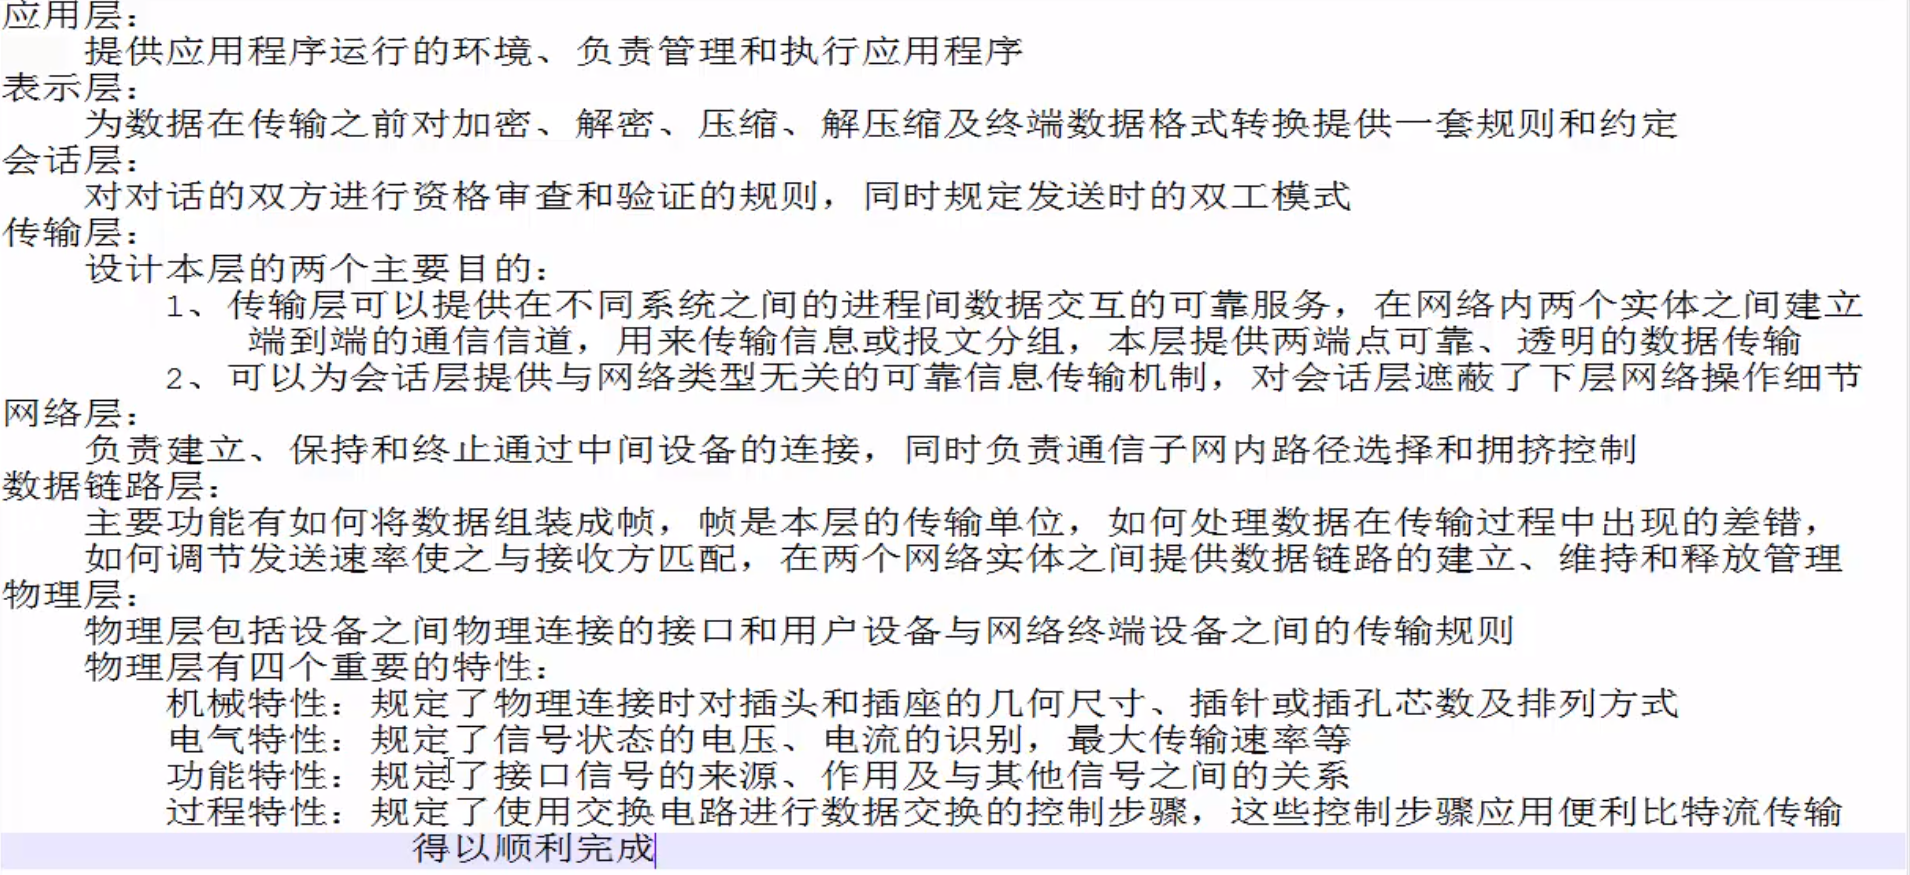 应用层：
提供应用程序运行的环境、负责管理和执行应用程序
表示层：
为数据在传输之前对加密、解密、压缩、解压缩及终端数据格式转换提供一套规则和约定
会话层：
对对话的双方进行资格审查和验证的规则，同时规定发送时的双工模式
传输层：
设计本层的两个主要目的：
1、传输层可以提供在不同系统之间的进程间数据交互的可靠服务，在网络内两个实体之间建立
端到端的通信信道，用来传输信息或报文分组，本层提供两端点可靠、透明的数据传输
2、可以为会话层提供与网络类型无关的可靠信息传输机制，对会话层遮蔽了下层网络操作细节
网络层：
负责建立、保持和终止通过中间设备的连接，同时负责通信子网内路径选择和拥挤控制
数据链路层：
主要功能有如何将数据组装成帧，帧是本层的传输单位，如何处理数据在传输过程中出现的差错，
如何调节发送速率使之与接收方匹配，在两个网络实体之间提供数据链路的建立、维持和释放管理
物理层：
物理层包括设备之间物理连接的接口和用户设备与网络终端设备之间的传输规则
物理层有四个重要的特性：
机械特性：规定了物理连接时对插头和插座的几何尺寸、插针或插孔芯数及排列方式
电气特性：规定了信号状态的电压、电流的识别，最大传输速率等
功能特性：规定了接口信号的来源、作用及与其他信号之间的关系
过程特性：规定了使用交换电路进行数据交换的控制步骤，这些控制步骤应用便利比特流传输
得以顺利完成